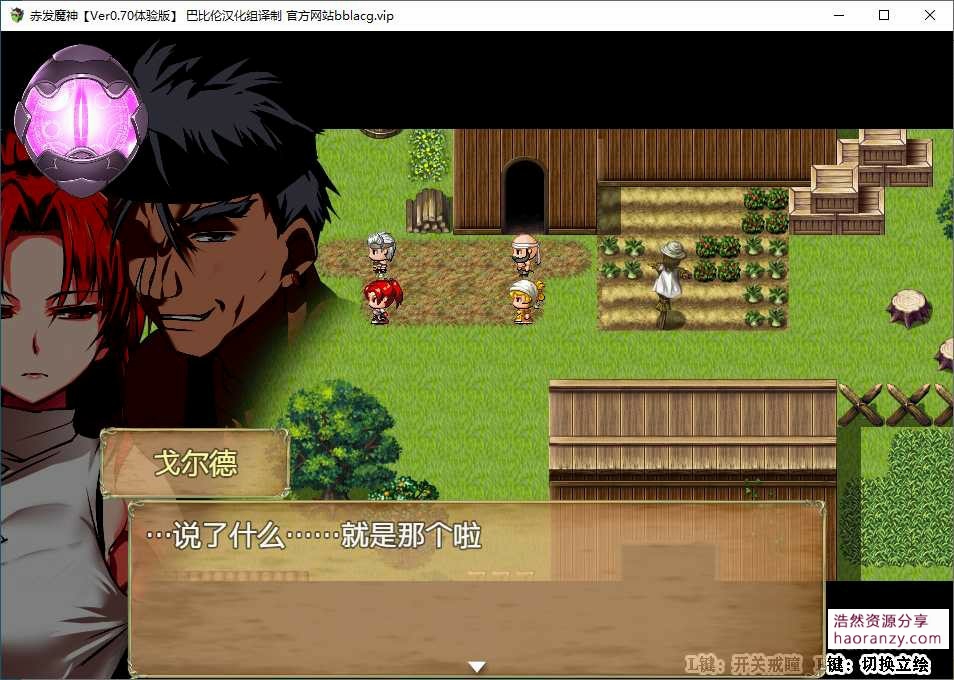 赤发魔神【Ver0.70体验版】 巴比伦汉化组译制 官方网站bblacg.vip
戈尔德
…说了什么……就是那个啦
浩然资源分享
haoranzy.com
L键：开关戒瞳 L键：切换立绘